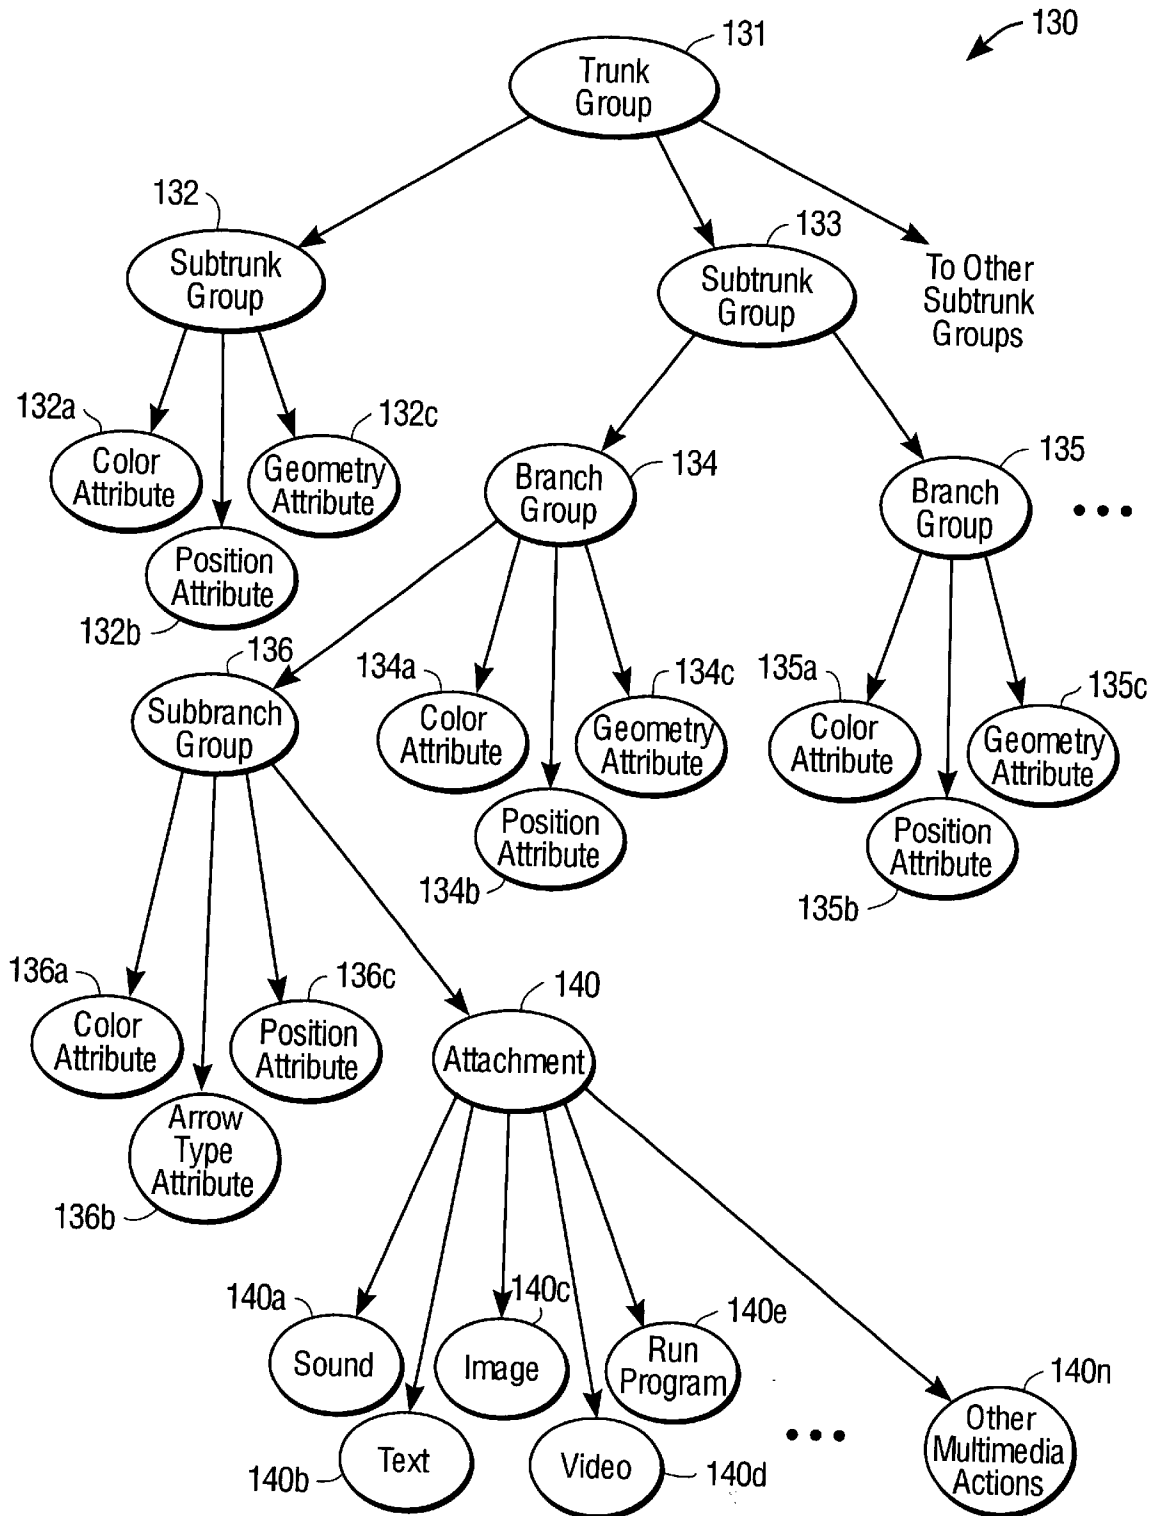 130
131
Trunk
Group
132
Subtrunk
Group
133
Subtrunk
Group
To Other
Subtrunk
Groups
132a
Color
Attribute
132c
Geometry
Attribute
Position
Attribute
132b
134
Branch
Group
135
Branch
Group
•••
136
Subbranch
Group
134a
Color
Attribute
134c
Geometry
Attribute
Position
Attribute
134b
135a
Color
Attribute
135c
Geometry
Attribute
Position
Attribute
135b
136a
Color
Attribute
136c
Position
Attribute
Arrow
Type
Attribute
136b
140
Attachment
140a
Sound
140c
Image
140e
Run
Program
Text
140b
Video
140d
•••
140n
Other
Multimedia
Actions